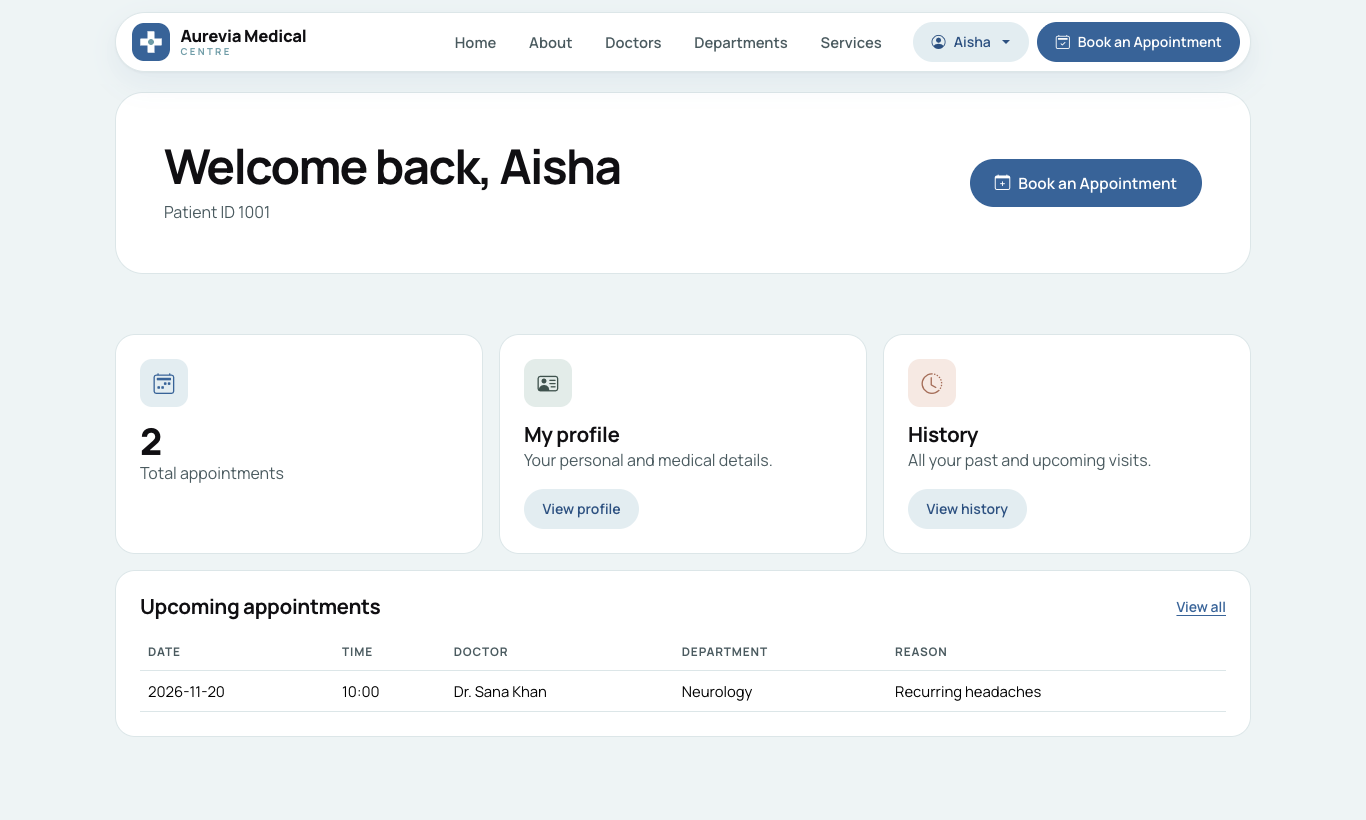 Aurevia Medical
CENTRE
Home About Doctors Departments Services Aisha Book an Appointment
Welcome back, Aisha
Patient ID 1001
Book an Appointment
2
Total appointments
My profile
Your personal and medical details.
View profile
History
All your past and upcoming visits.
View history
Upcoming appointments
View all
DATE TIME DOCTOR DEPARTMENT REASON
2026-11-20 10:00 Dr. Sana Khan Neurology Recurring headaches